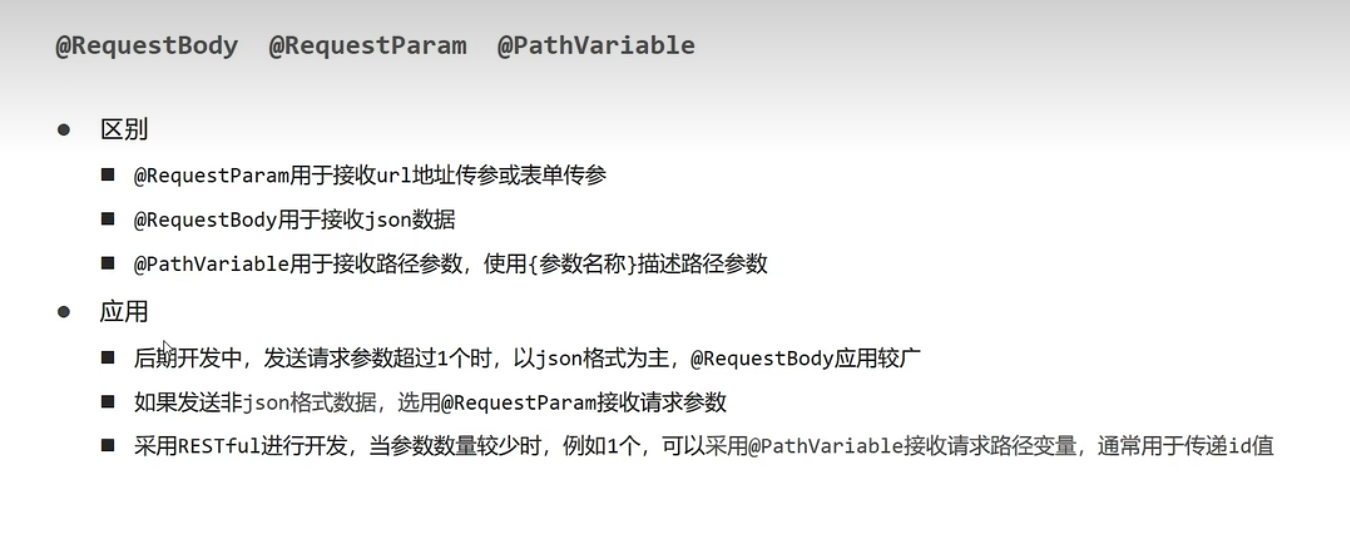 @RequestBody @RequestParam @PathVariable
● 区别
■ @RequestParam用于接收url地址传参或表单传参
■ @RequestBody用于接收json数据
■ @PathVariable用于接收路径参数，使用{参数名称}描述路径参数
● 应用
■ 后期开发中，发送请求参数超过1个时，以json格式为主，@RequestBody应用较广
■ 如果发送非json格式数据，选用@RequestParam接收请求参数
■ 采用RESTful进行开发，当参数数量较少时，例如1个，可以采用@PathVariable接收请求路径变量，通常用于传递id值